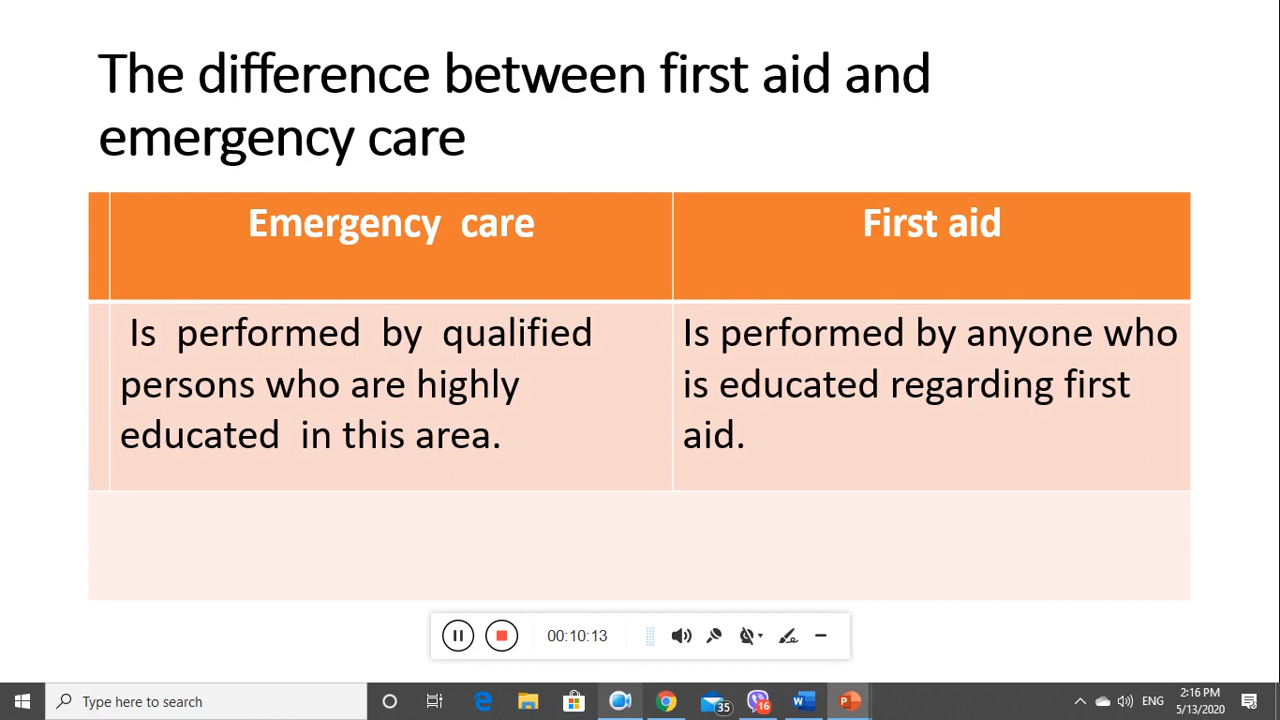 The difference between first aid and
emergency care
Emergency care
First aid
Is performed by qualified
persons who are highly
educated in this area.
Is performed by anyone who
is educated regarding first
aid.
00:10:13
Type here to search
35
16
ENG
2:16 PM
5/13/2020